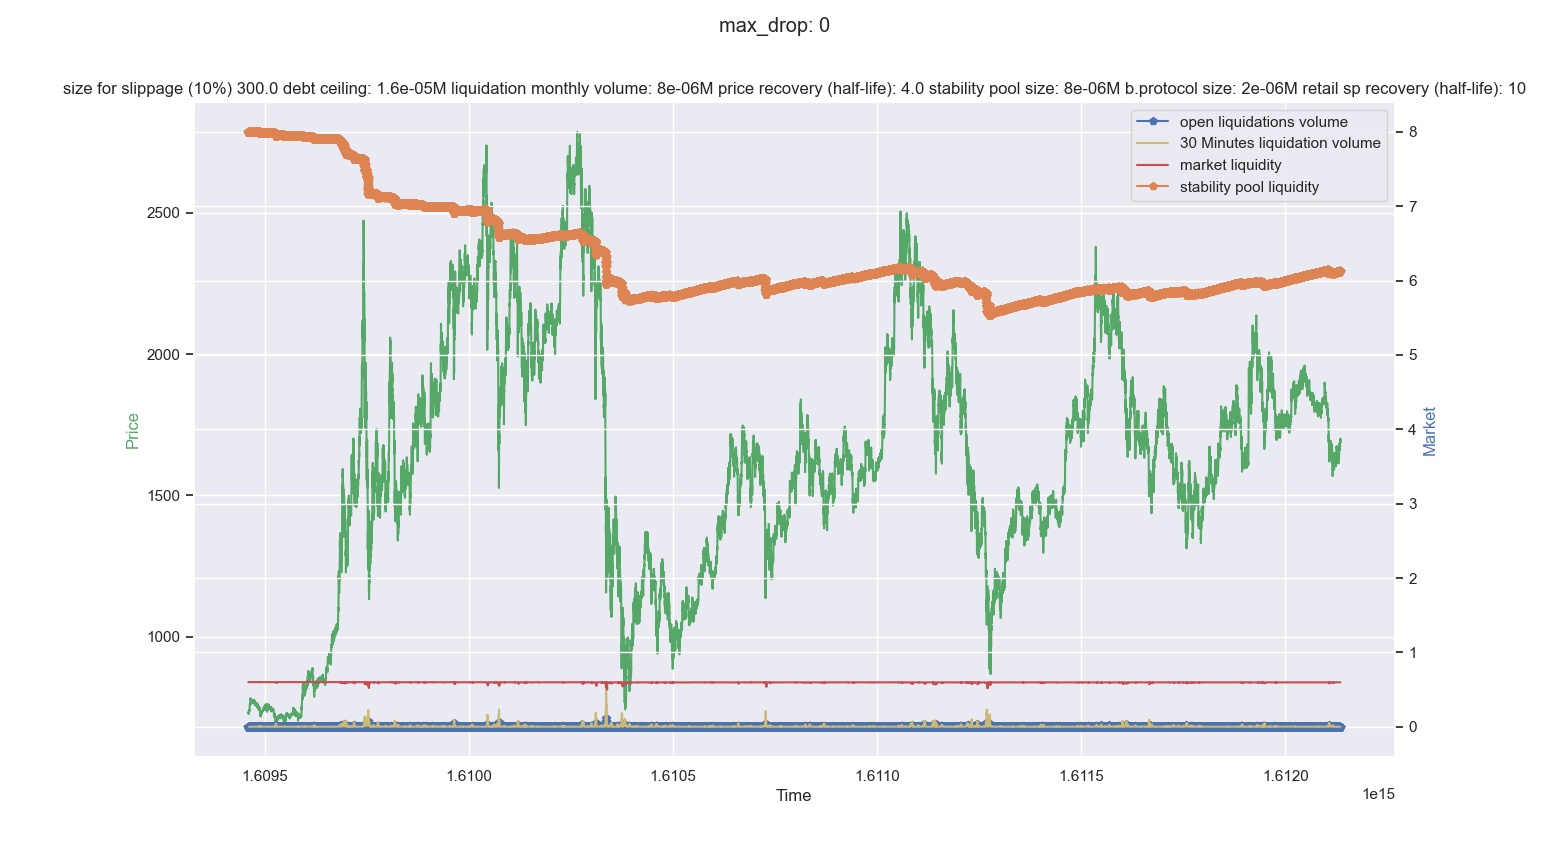 max_drop: 0
size for slippage (10%) 300.0 debt ceiling: 1.6e-05M liquidation monthly volume: 8e-06M price recovery (half-life): 4.0 stability pool size: 8e-06M b.protocol size: 2e-06M retail sp recovery (half-life): 10
open liquidations volume
30 Minutes liquidation volume
market liquidity
stability pool liquidity
2500
2000
1500
1000
Price
8
7
6
5
4
3
2
1
0
Market
1.6095
1.6100
1.6105
1.6110
1.6115
1.6120
1e15
Time